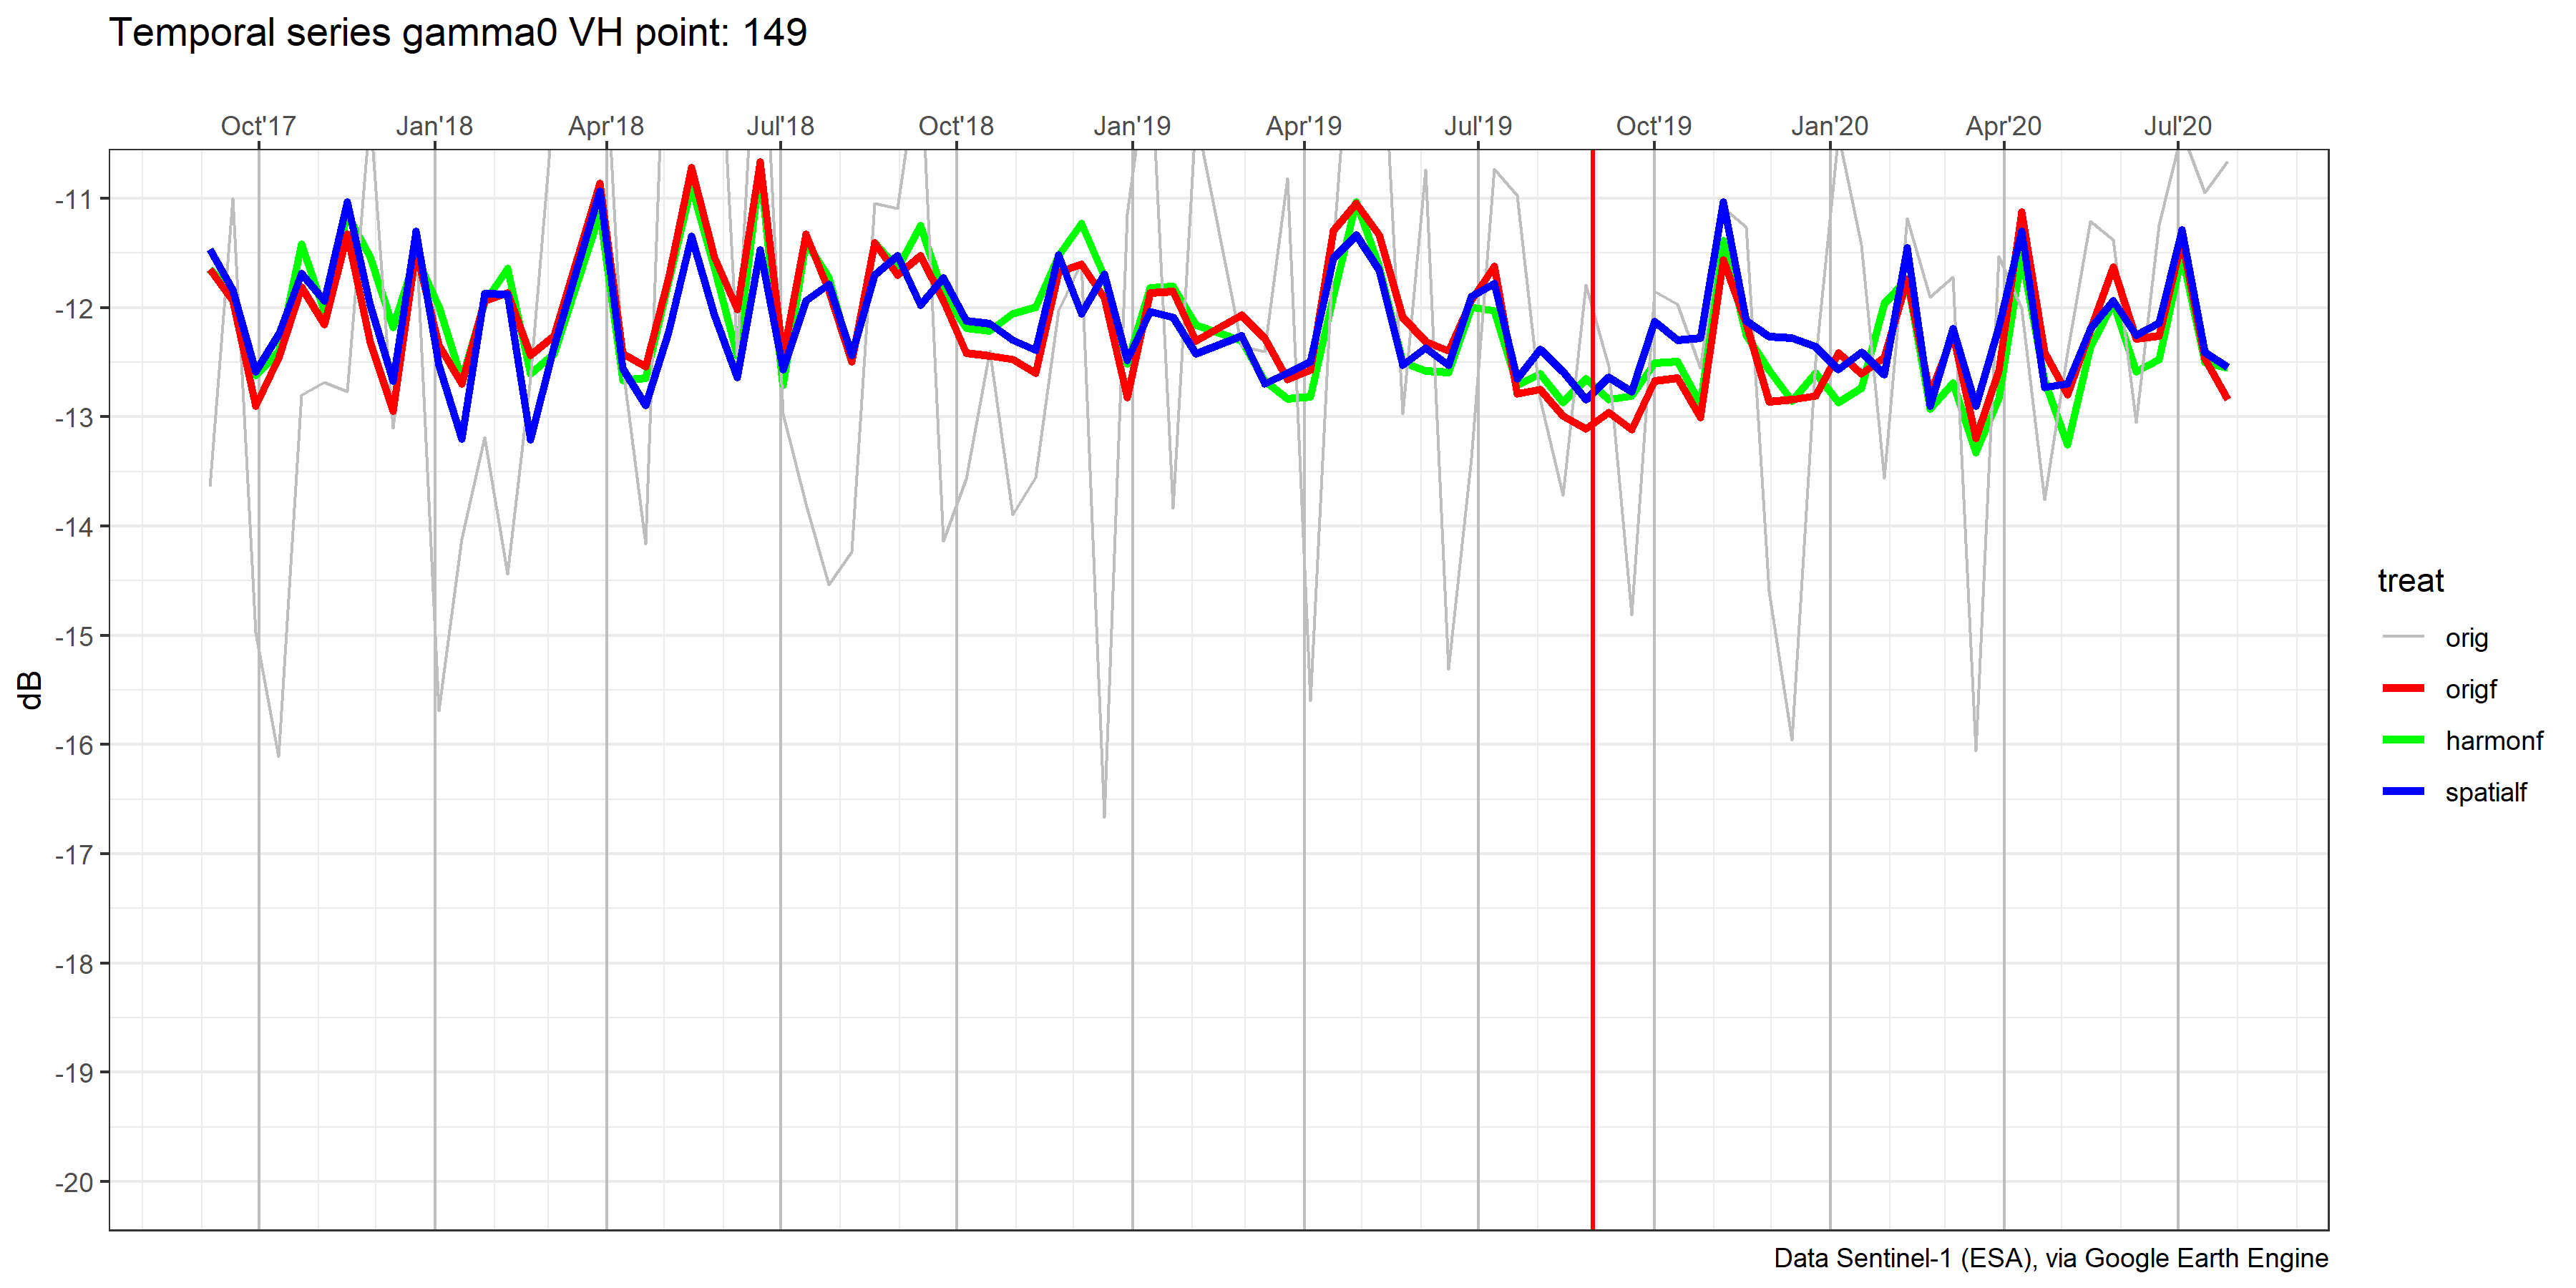 Temporal series gamma0 VH point: 149
Oct'17 Jan'18 Apr'18 Jul'18 Oct'18 Jan'19 Apr'19 Jul'19 Oct'19 Jan'20 Apr'20 Jul'20
-11
-12
-13
-14
-15
-16
-17
-18
-19
-20
dB
treat
orig
origf
harmonf
spatialf
Data Sentinel-1 (ESA), via Google Earth Engine